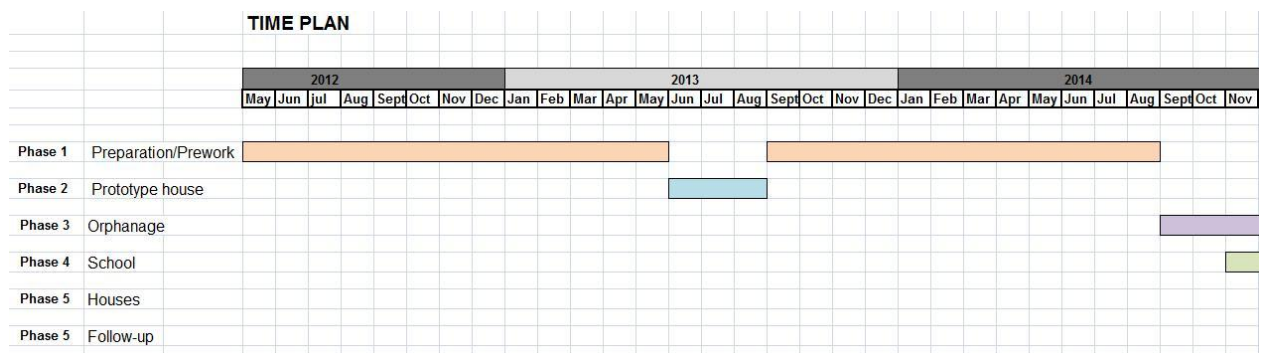 TIME PLAN
2012 2013 2014
May Jun jul Aug Sept Oct Nov Dec Jan Feb Mar Apr May Jun Jul Aug Sept Oct Nov Dec Jan Feb Mar Apr May Jun Jul Aug Sept Oct Nov
Phase 1 Preparation/Prework
Phase 2 Prototype house
Phase 3 Orphanage
Phase 4 School
Phase 5 Houses
Phase 5 Follow-up